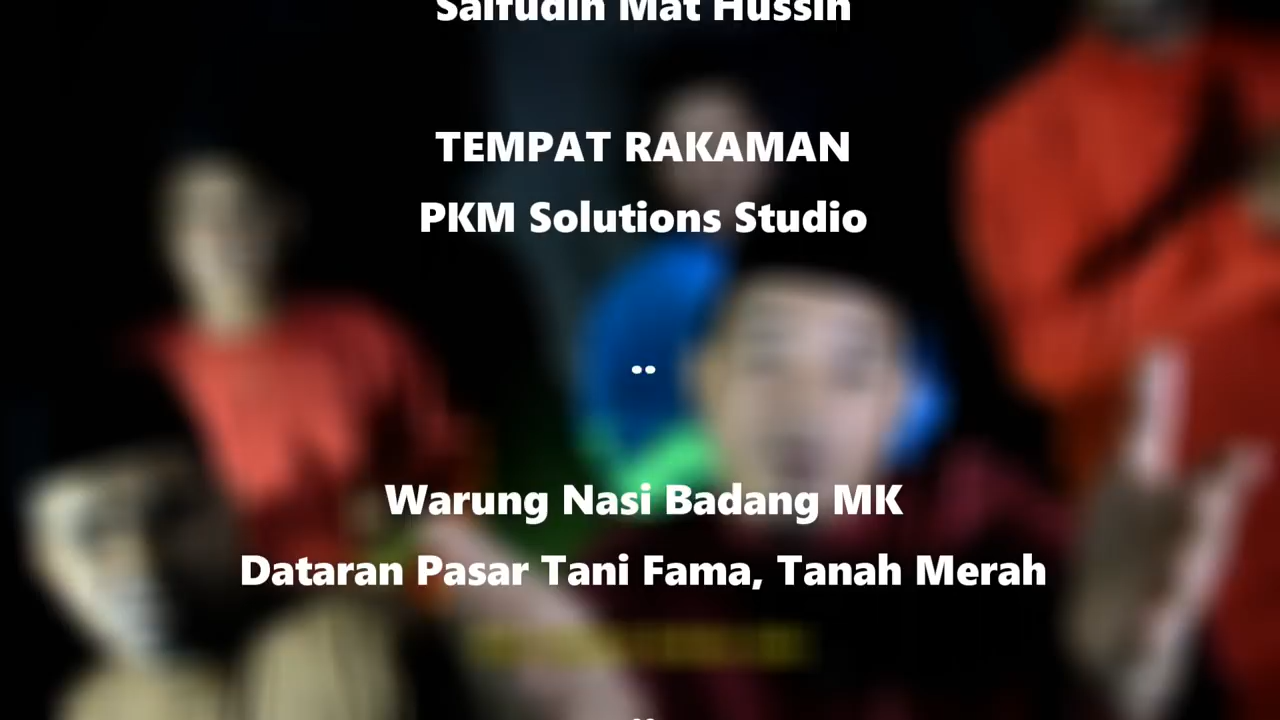 Saifudin Mat Hussin
TEMPAT RAKAMAN
PKM Solutions Studio
..
Warung Nasi Badang MK
Dataran Pasar Tani Fama, Tanah Merah
..